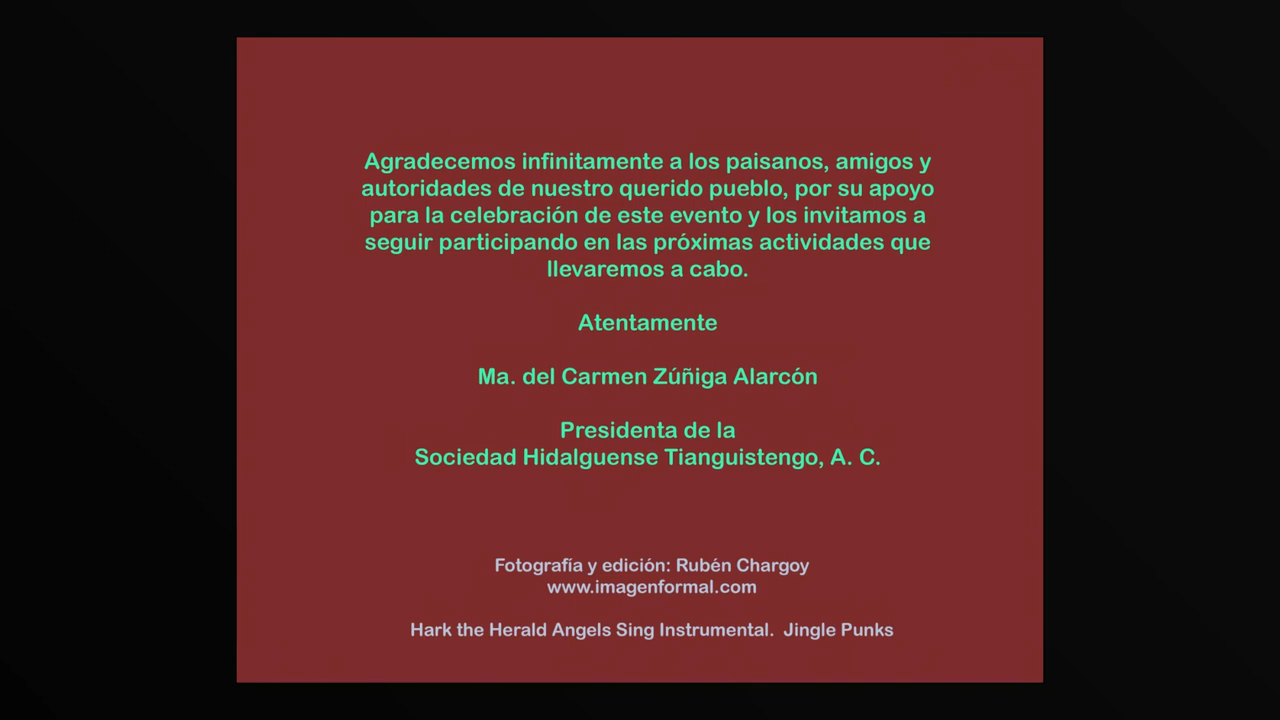 Agradecemos infinitamente a los paisanos, amigos y
autoridades de nuestro querido pueblo, por su apoyo
para la celebración de este evento y los invitamos a
seguir participando en las próximas actividades que
llevaremos a cabo.
Atentamente
Ma. del Carmen Zúñiga Alarcón
Presidenta de la
Sociedad Hidalguense Tianguistengo, A. C.
Fotografía y edición: Rubén Chargoy
www.imagenformal.com
Hark the Herald Angels Sing Instrumental.  Jingle Punks